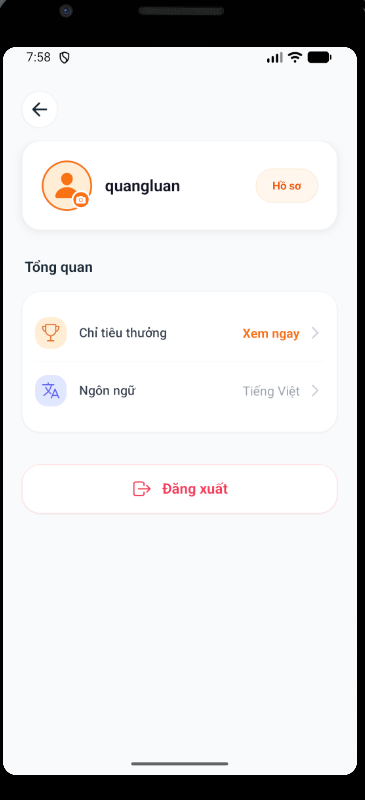 7:58
quangluan
Hồ sơ
Tổng quan
Chỉ tiêu thưởng
Xem ngay
Ngôn ngữ
Tiếng Việt
Đăng xuất